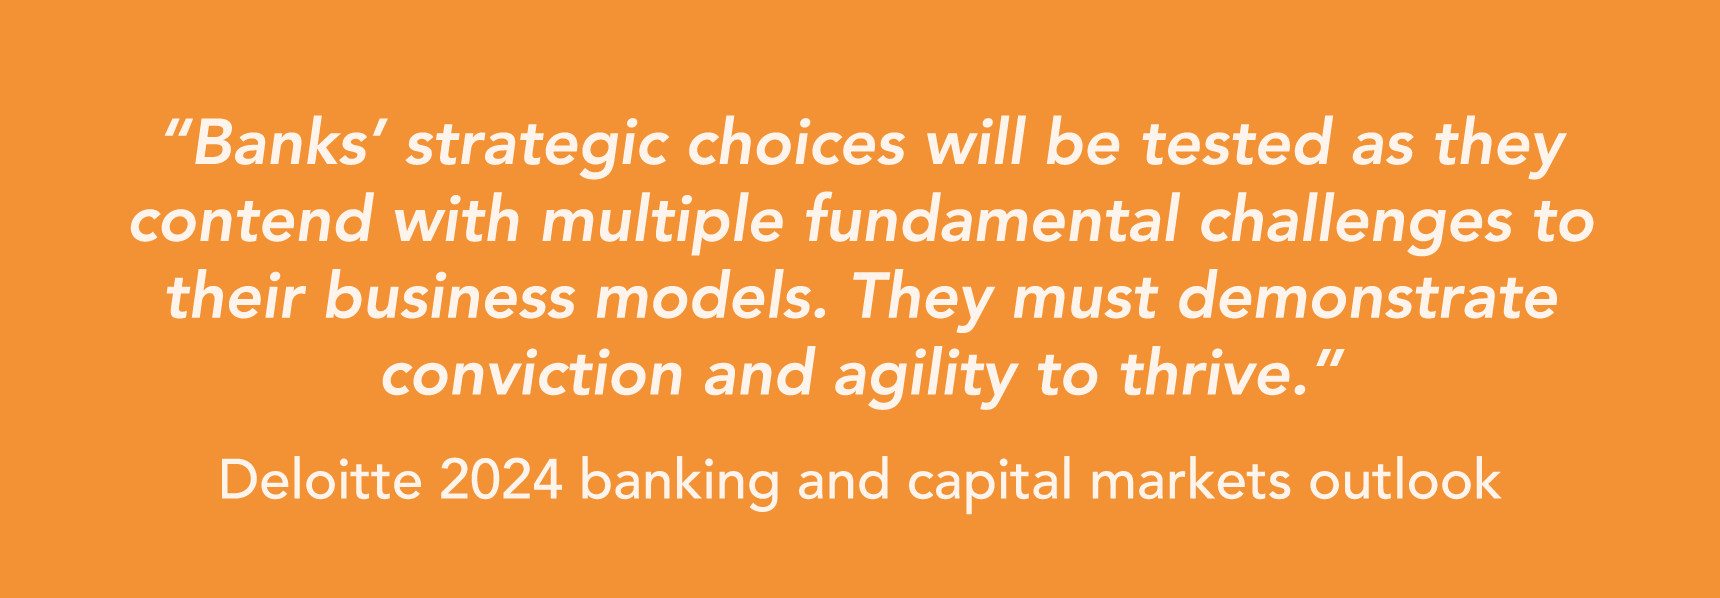 “Banks’ strategic choices will be tested as they
contend with multiple fundamental challenges to
their business models. They must demonstrate
conviction and agility to thrive.”
Deloitte 2024 banking and capital markets outlook